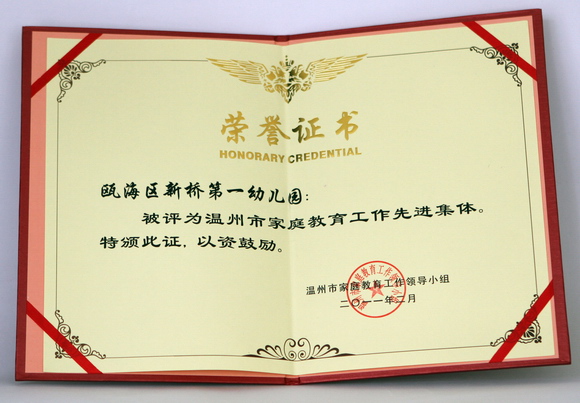 荣誉证书
HONORARY CREDENTIAL
瓯海区新桥第一幼儿园：
被评为温州市家庭教育工作先进集体。
特颁此证，以资鼓励。
温州市家庭教育工作领导小组
二〇一一年二月